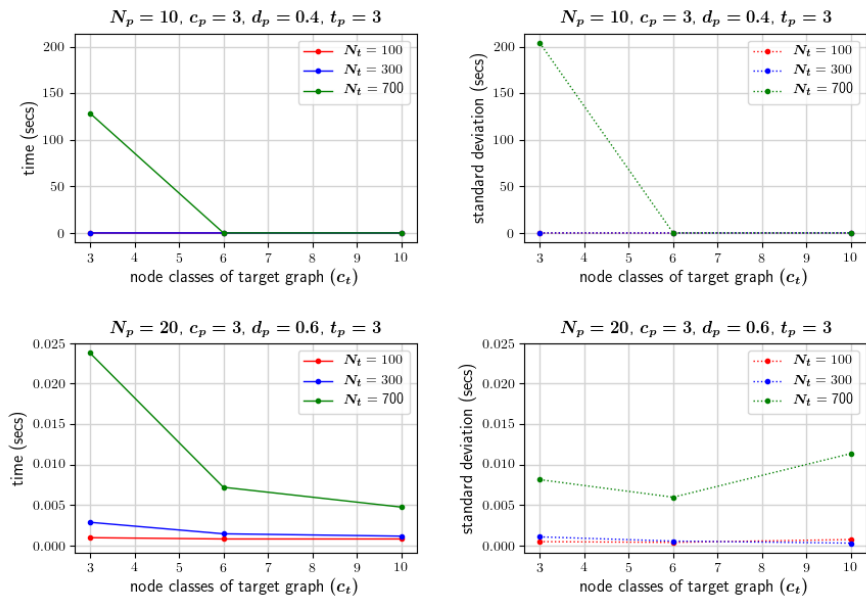 N_p = 10, c_p = 3, d_p = 0.4, t_p = 3
200
150
100
50
0
time (secs)
3 4 5 6 7 8 9 10
node classes of target graph (c_t)
N_t = 100
N_t = 300
N_t = 700
N_p = 10, c_p = 3, d_p = 0.4, t_p = 3
200
150
100
50
0
standard deviation (secs)
3 4 5 6 7 8 9 10
node classes of target graph (c_t)
N_t = 100
N_t = 300
N_t = 700
N_p = 20, c_p = 3, d_p = 0.6, t_p = 3
0.025
0.020
0.015
0.010
0.005
0.000
time (secs)
3 4 5 6 7 8 9 10
node classes of target graph (c_t)
N_t = 100
N_t = 300
N_t = 700
N_p = 20, c_p = 3, d_p = 0.6, t_p = 3
0.025
0.020
0.015
0.010
0.005
0.000
standard deviation (secs)
3 4 5 6 7 8 9 10
node classes of target graph (c_t)
N_t = 100
N_t = 300
N_t = 700